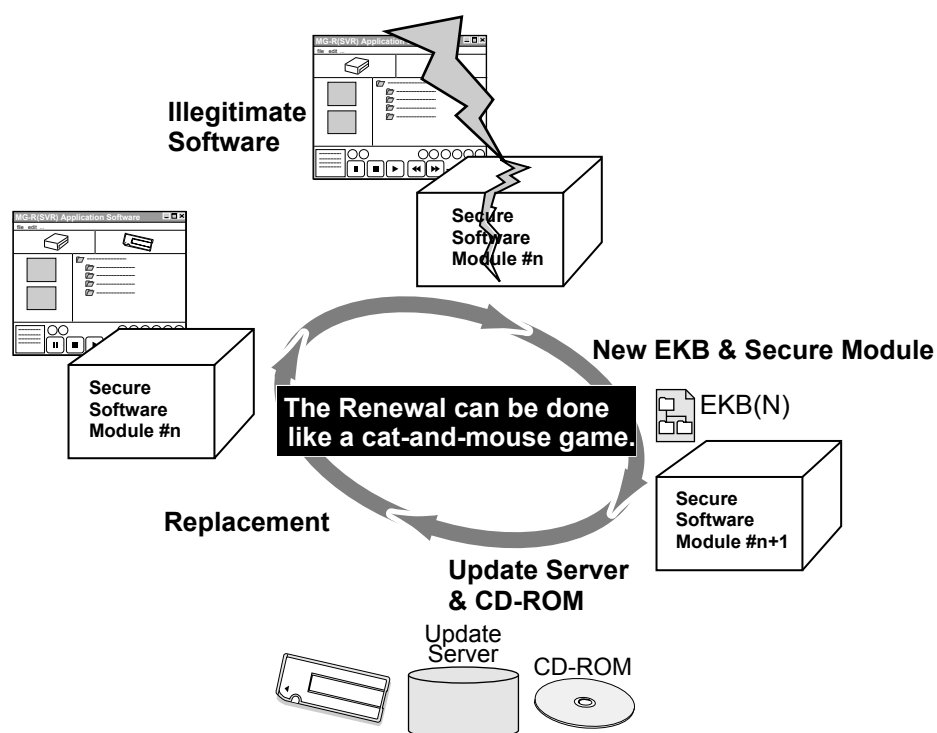 MG-R(SVR) Application
file edit ...
Illegitimate
Software
Secure
Software
Module #n
MG-R(SVR) Application Software
file edit ...
Secure
Software
Module #n
New EKB & Secure Module
EKB(N)
The Renewal can be done
like a cat-and-mouse game.
Secure
Software
Module #n+1
Replacement
Update Server
& CD-ROM
Update
Server
CD-ROM